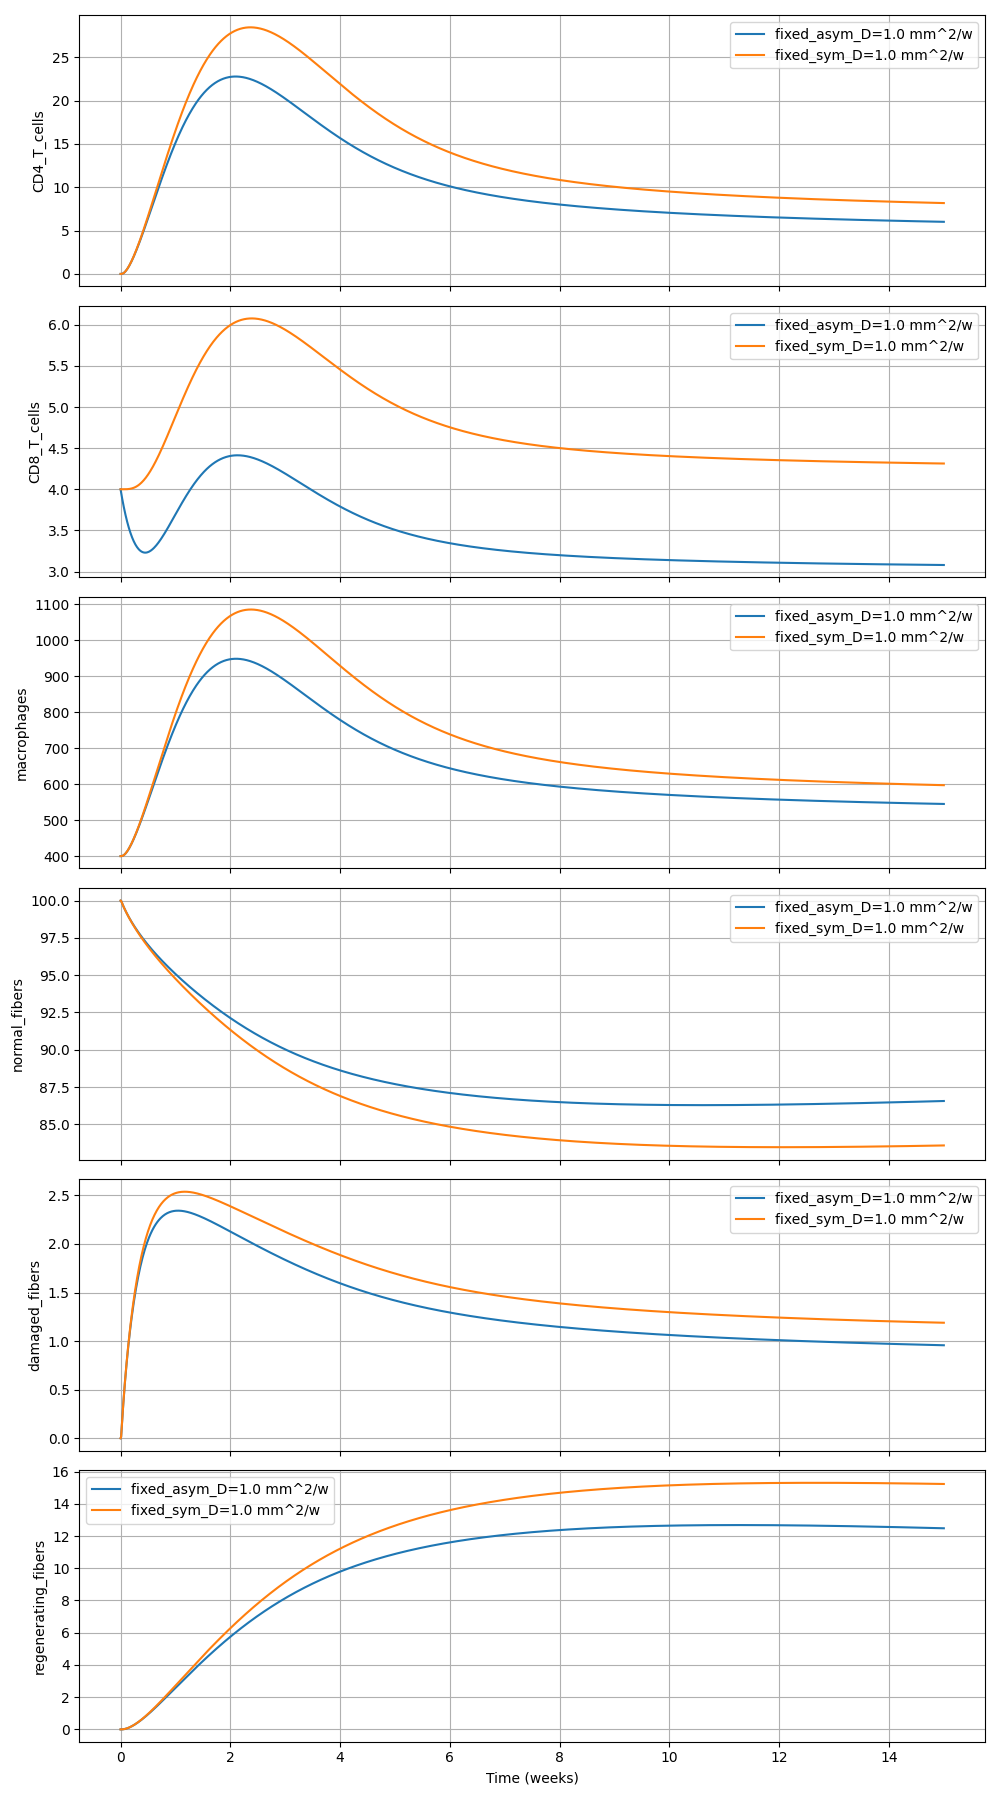 fixed_asym_D=1.0 mm^2/w
fixed_sym_D=1.0 mm^2/w
CD4_T_cells
25
20
15
10
5
0
fixed_asym_D=1.0 mm^2/w
fixed_sym_D=1.0 mm^2/w
CD8_T_cells
6.0
5.5
5.0
4.5
4.0
3.5
3.0
fixed_asym_D=1.0 mm^2/w
fixed_sym_D=1.0 mm^2/w
macrophages
1100
1000
900
800
700
600
500
400
fixed_asym_D=1.0 mm^2/w
fixed_sym_D=1.0 mm^2/w
normal_fibers
100.0
97.5
95.0
92.5
90.0
87.5
85.0
fixed_asym_D=1.0 mm^2/w
fixed_sym_D=1.0 mm^2/w
damaged_fibers
2.5
2.0
1.5
1.0
0.5
0.0
fixed_asym_D=1.0 mm^2/w
fixed_sym_D=1.0 mm^2/w
regenerating_fibers
16
14
12
10
8
6
4
2
0
0 2 4 6 8 10 12 14
Time (weeks)